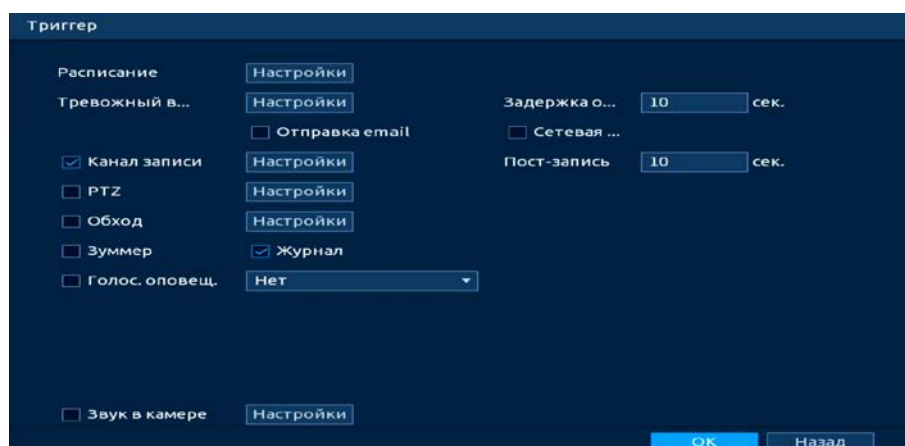 Триггер
Расписание Настройки
Тревожный в... Настройки Задержка о... 10 сек.
Отправка email Сетевая ...
Канал записи Настройки Пост-запись 10 сек.
PTZ Настройки
Обход Настройки
Зуммер Журнал
Голос. оповещ. Нет
Звук в камере Настройки
OK Назад